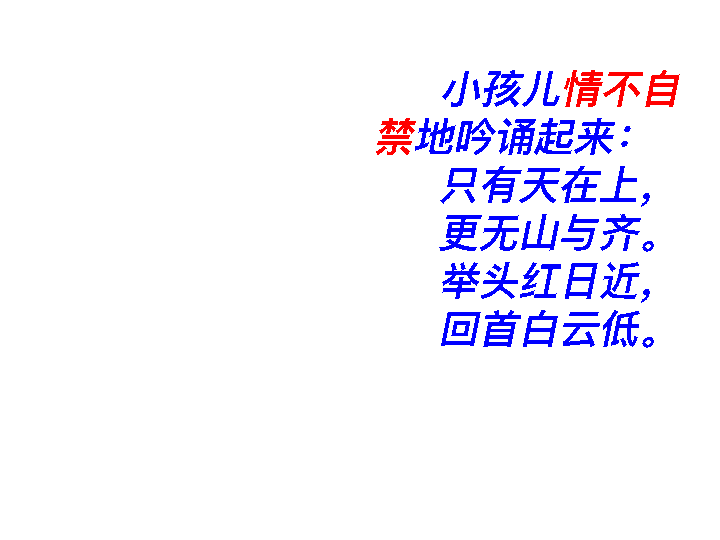 小孩儿情不自
禁地吟诵起来：
只有天在上，
更无山与齐。
举头红日近，
回首白云低。